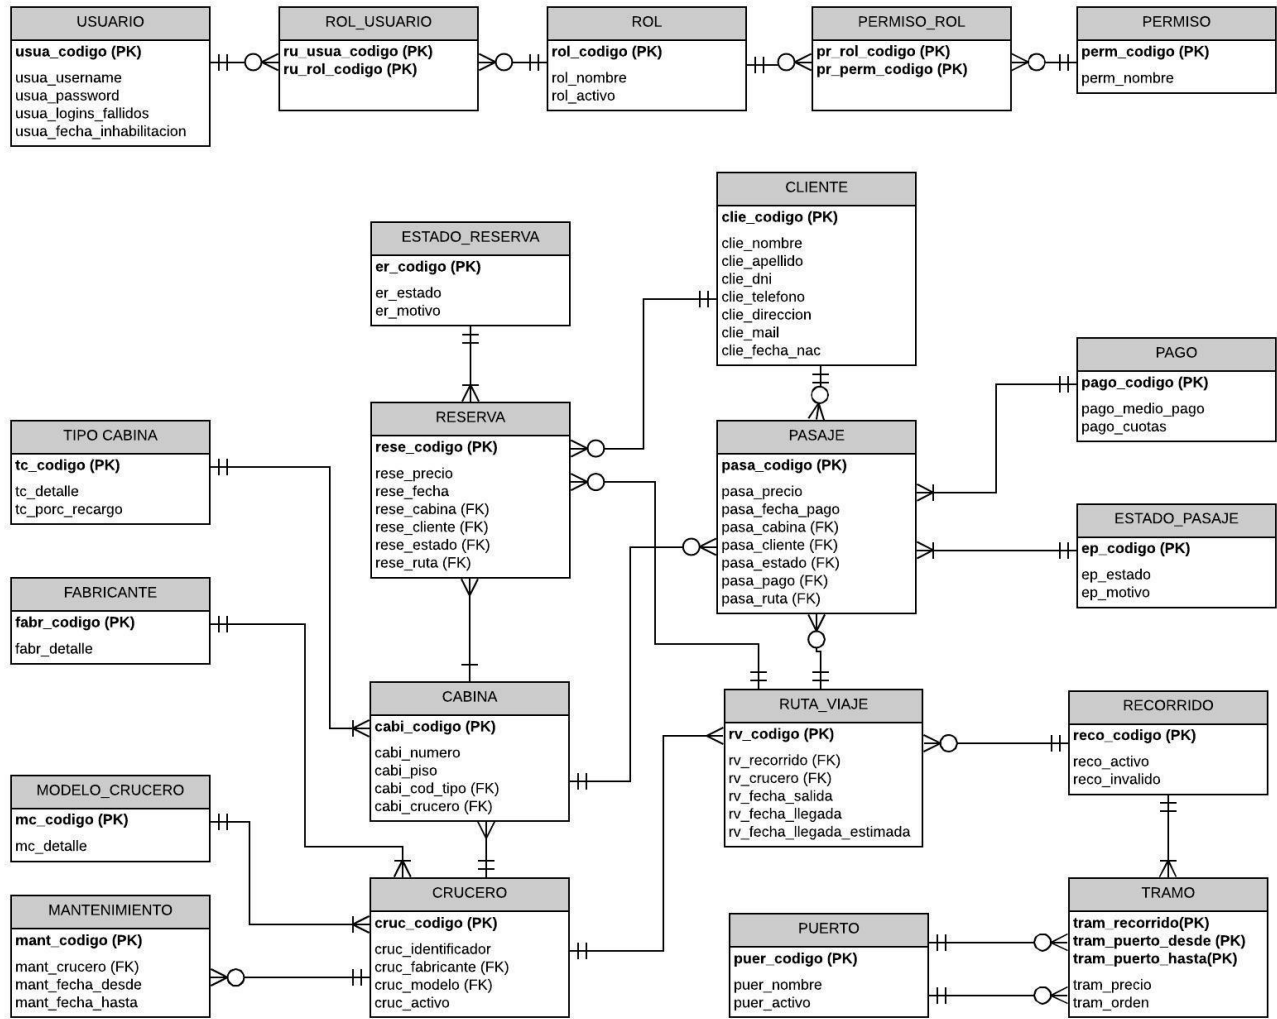 USUARIO
usua_codigo (PK)
usua_username
usua_password
usua_logins_fallidos
usua_fecha_inhabilitacion
ROL_USUARIO
ru_usua_codigo (PK)
ru_rol_codigo (PK)
ROL
rol_codigo (PK)
rol_nombre
rol_activo
PERMISO_ROL
pr_rol_codigo (PK)
pr_perm_codigo (PK)
PERMISO
perm_codigo (PK)
perm_nombre
CLIENTE
clie_codigo (PK)
clie_nombre
clie_apellido
clie_dni
clie_telefono
clie_direccion
clie_mail
clie_fecha_nac
ESTADO_RESERVA
er_codigo (PK)
er_estado
er_motivo
PAGO
pago_codigo (PK)
pago_medio_pago
pago_cuotas
RESERVA
rese_codigo (PK)
rese_precio
rese_fecha
rese_cabina (FK)
rese_cliente (FK)
rese_estado (FK)
rese_ruta (FK)
TIPO CABINA
tc_codigo (PK)
tc_detalle
tc_porc_recargo
PASAJE
pasa_codigo (PK)
pasa_precio
pasa_fecha_pago
pasa_cabina (FK)
pasa_cliente (FK)
pasa_estado (FK)
pasa_pago (FK)
pasa_ruta (FK)
ESTADO_PASAJE
ep_codigo (PK)
ep_estado
ep_motivo
FABRICANTE
fabr_codigo (PK)
fabr_detalle
CABINA
cabi_codigo (PK)
cabi_numero
cabi_piso
cabi_cod_tipo (FK)
cabi_crucero (FK)
RUTA_VIAJE
rv_codigo (PK)
rv_recorrido (FK)
rv_crucero (FK)
rv_fecha_salida
rv_fecha_llegada
rv_fecha_llegada_estimada
RECORRIDO
reco_codigo (PK)
reco_activo
reco_invalido
MODELO_CRUCERO
mc_codigo (PK)
mc_detalle
MANTENIMIENTO
mant_codigo (PK)
mant_crucero (FK)
mant_fecha_desde
mant_fecha_hasta
CRUCERO
cruc_codigo (PK)
cruc_identificador
cruc_fabricante (FK)
cruc_modelo (FK)
cruc_activo
PUERTO
puer_codigo (PK)
puer_nombre
puer_activo
TRAMO
tram_recorrido(PK)
tram_puerto_desde (PK)
tram_puerto_hasta(PK)
tram_precio
tram_orden